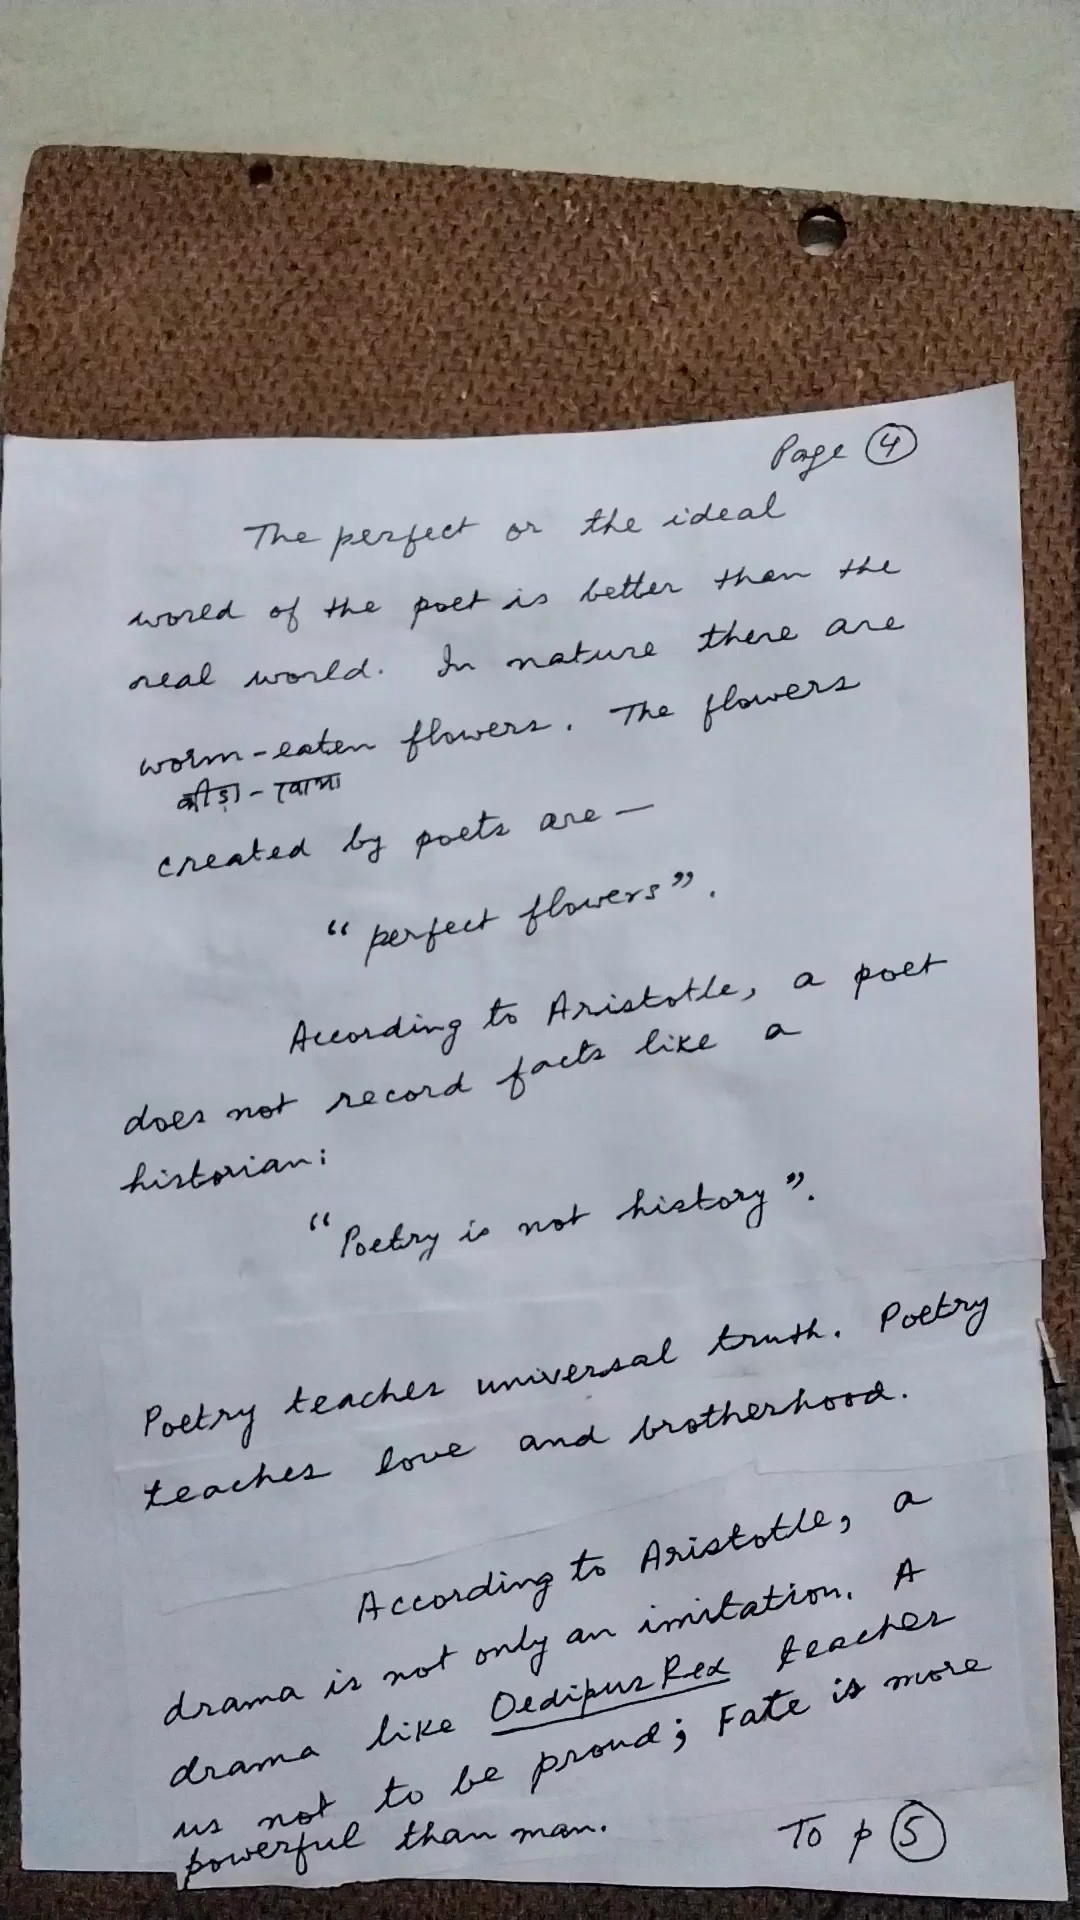 Page 4
The perfect or the ideal
world of the poet is better than the
real world. In nature there are
worm-eaten flowers. The flowers
कीड़ा-खाया
created by poets are —
“perfect flowers”.
According to Aristotle, a poet
does not record facts like a
historian:
“Poetry is not history”.
Poetry teaches universal truth. Poetry
teaches love and brotherhood.
According to Aristotle, a
drama is not only an imitation. A
drama like Oedipus Rex teaches
us not to be proud; Fate is more
powerful than man.
To p 5